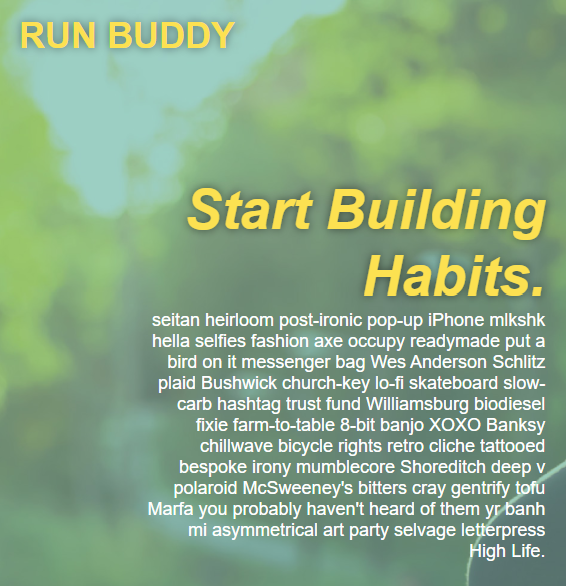 RUN BUDDY
Start Building
Habits.
seitan heirloom post-ironic pop-up iPhone mlkshk
hella selfies fashion axe occupy readymade put a
bird on it messenger bag Wes Anderson Schlitz
plaid Bushwick church-key lo-fi skateboard slow-
carb hashtag trust fund Williamsburg biodiesel
fixie farm-to-table 8-bit banjo XOXO Banksy
chillwave bicycle rights retro cliche tattooed
bespoke irony mumblecore Shoreditch deep v
polaroid McSweeney's bitters cray gentrify tofu
Marfa you probably haven't heard of them yr banh
mi asymmetrical art party selvage letterpress
High Life.